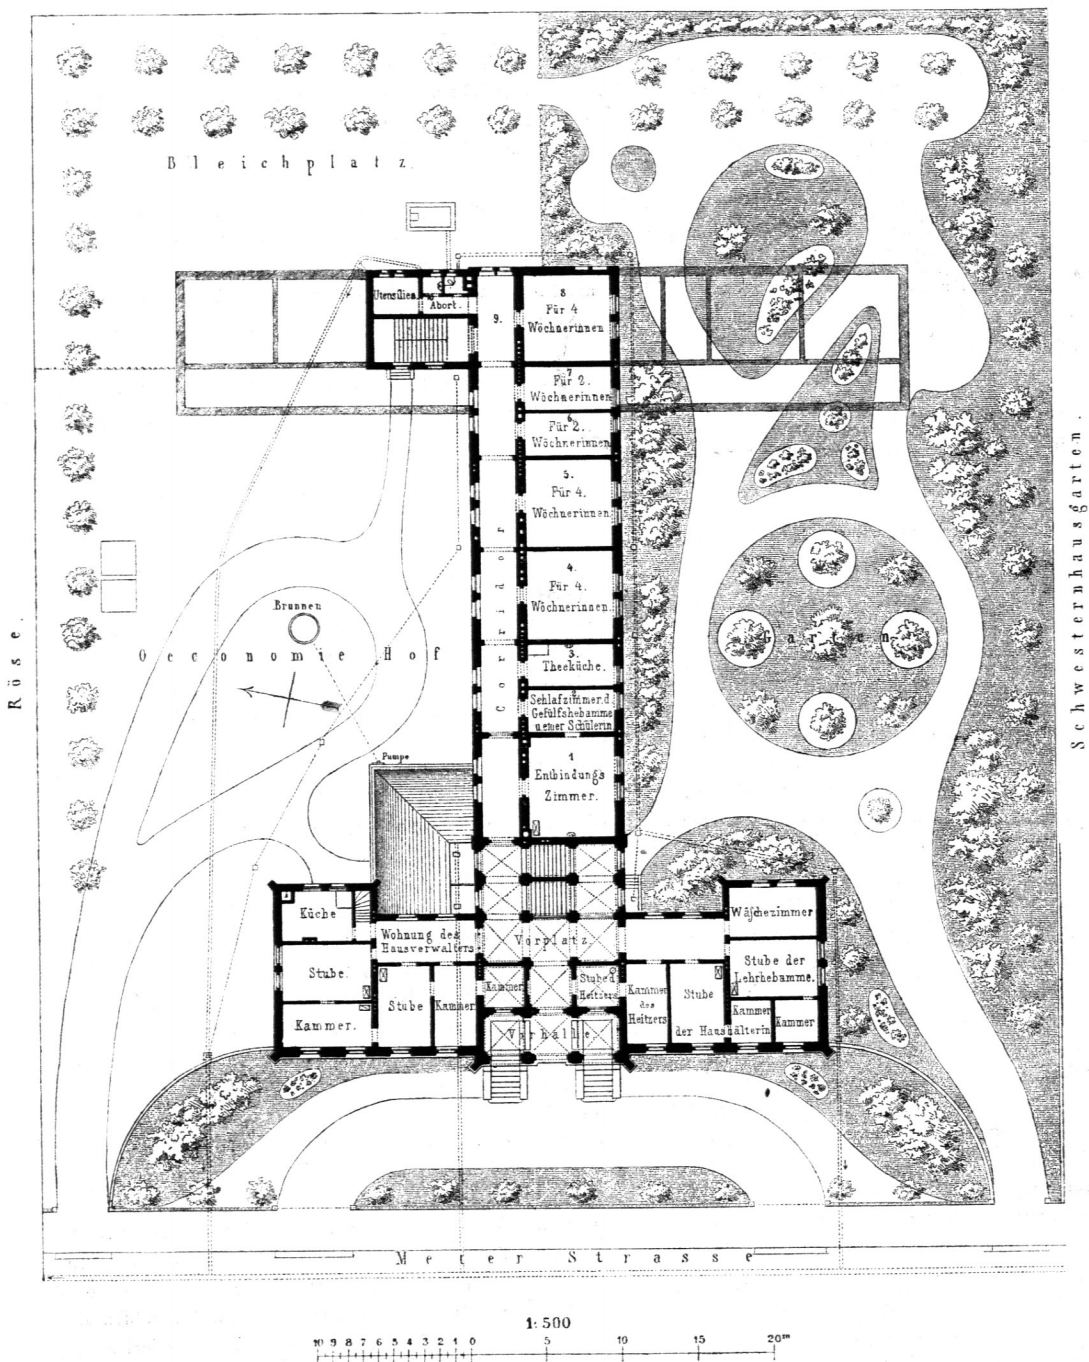 Bleichplatz.
Utensilien.
Abort.
9.
8
Für 4
Wöchnerinnen
7
Für 2.
Wöchnerinnen
6.
Für 2.
Wöchnerinnen
5.
Für 4.
Wöchnerinnen
4.
Für 4.
Wöchnerinnen.
Corridor
3.
Theeküche.
2
Schlafzimmer d.
Gefülfshebamme
u einer Schülerin
1
Entbindungs
Zimmer.
Brunnen
Oeconomie Hof
Pumpe
Garten
Röse.
Schwesternhausgarten.
Küche
Wohnung des
Hausverwalters
Stube.
Kammer.
Stube
Kammer
Vorplatz
Kammer
Stube d.
Heitzers
Vorhalle
Kammer
des
Heitzers
Stube
der Haushälterin
Wäschezimmer
Stube der
Lehrhebamme.
Kammer
Kammer
Metzer Strasse
1:500
10 9 8 7 6 5 4 3 2 1 0 5 10 15 20m